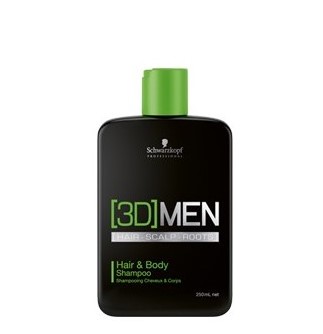 Schwarzkopf
PROFESSIONAL
[3D]MEN
[HAIR - SCALP - ROOTS]
Hair & Body
Shampoo
Shampooing Cheveux & Corps
250mL net